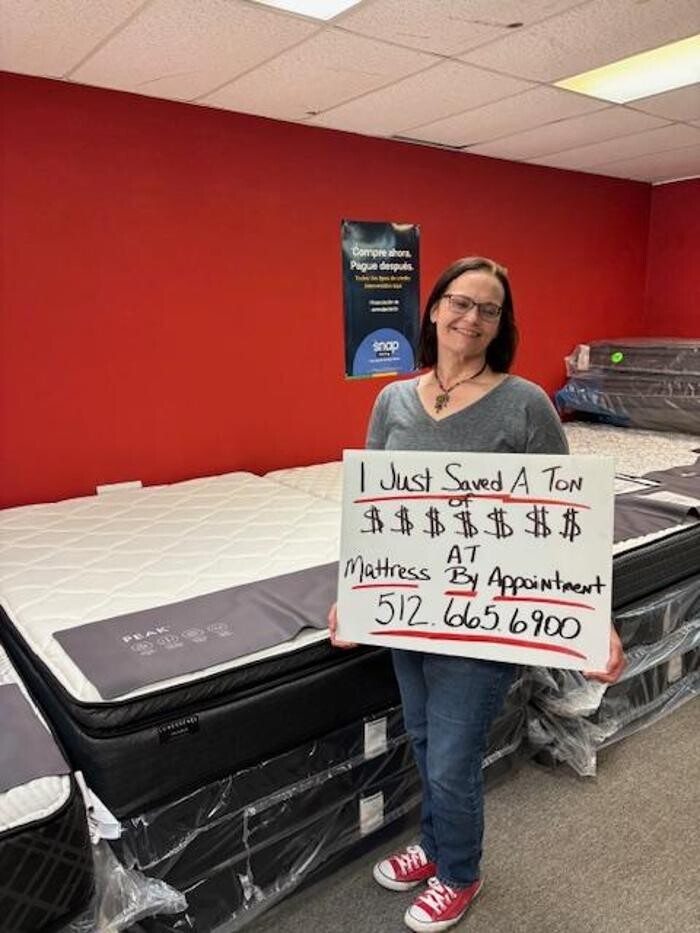 Compre ahora.
Pague después.
snap
I Just Saved A Ton
of
$ $ $ $ $ $ $
AT
Mattress By Appointment
512.665.6900
PEAK